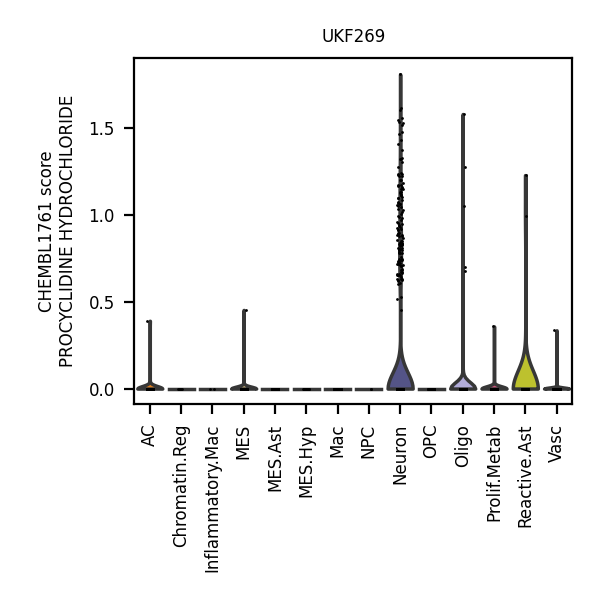 UKF269
CHEMBL1761 score
PROCYCLIDINE HYDROCHLORIDE
1.5
1.0
0.5
0.0
AC
Chromatin.Reg
Inflammatory.Mac
MES
MES.Ast
MES.Hyp
Mac
NPC
Neuron
OPC
Oligo
Prolif.Metab
Reactive.Ast
Vasc